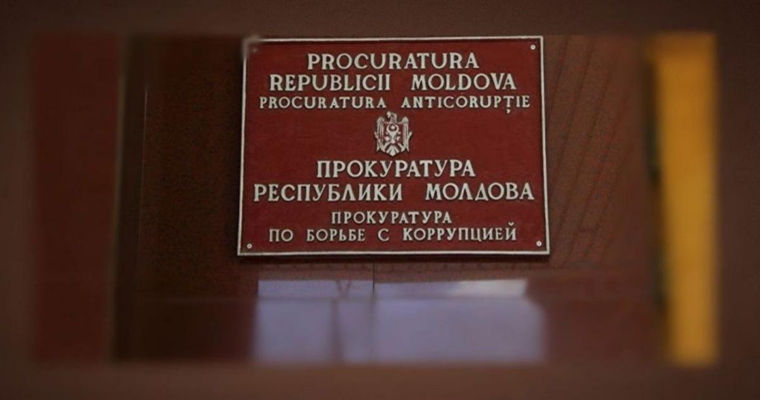 PROCURATURA
REPUBLICII MOLDOVA
PROCURATURA ANTICORUPȚIE
ПРОКУРАТУРА
РЕСПУБЛИКИ МОЛДОВА
ПРОКУРАТУРА
ПО БОРЬБЕ С КОРРУПЦИЕЙ